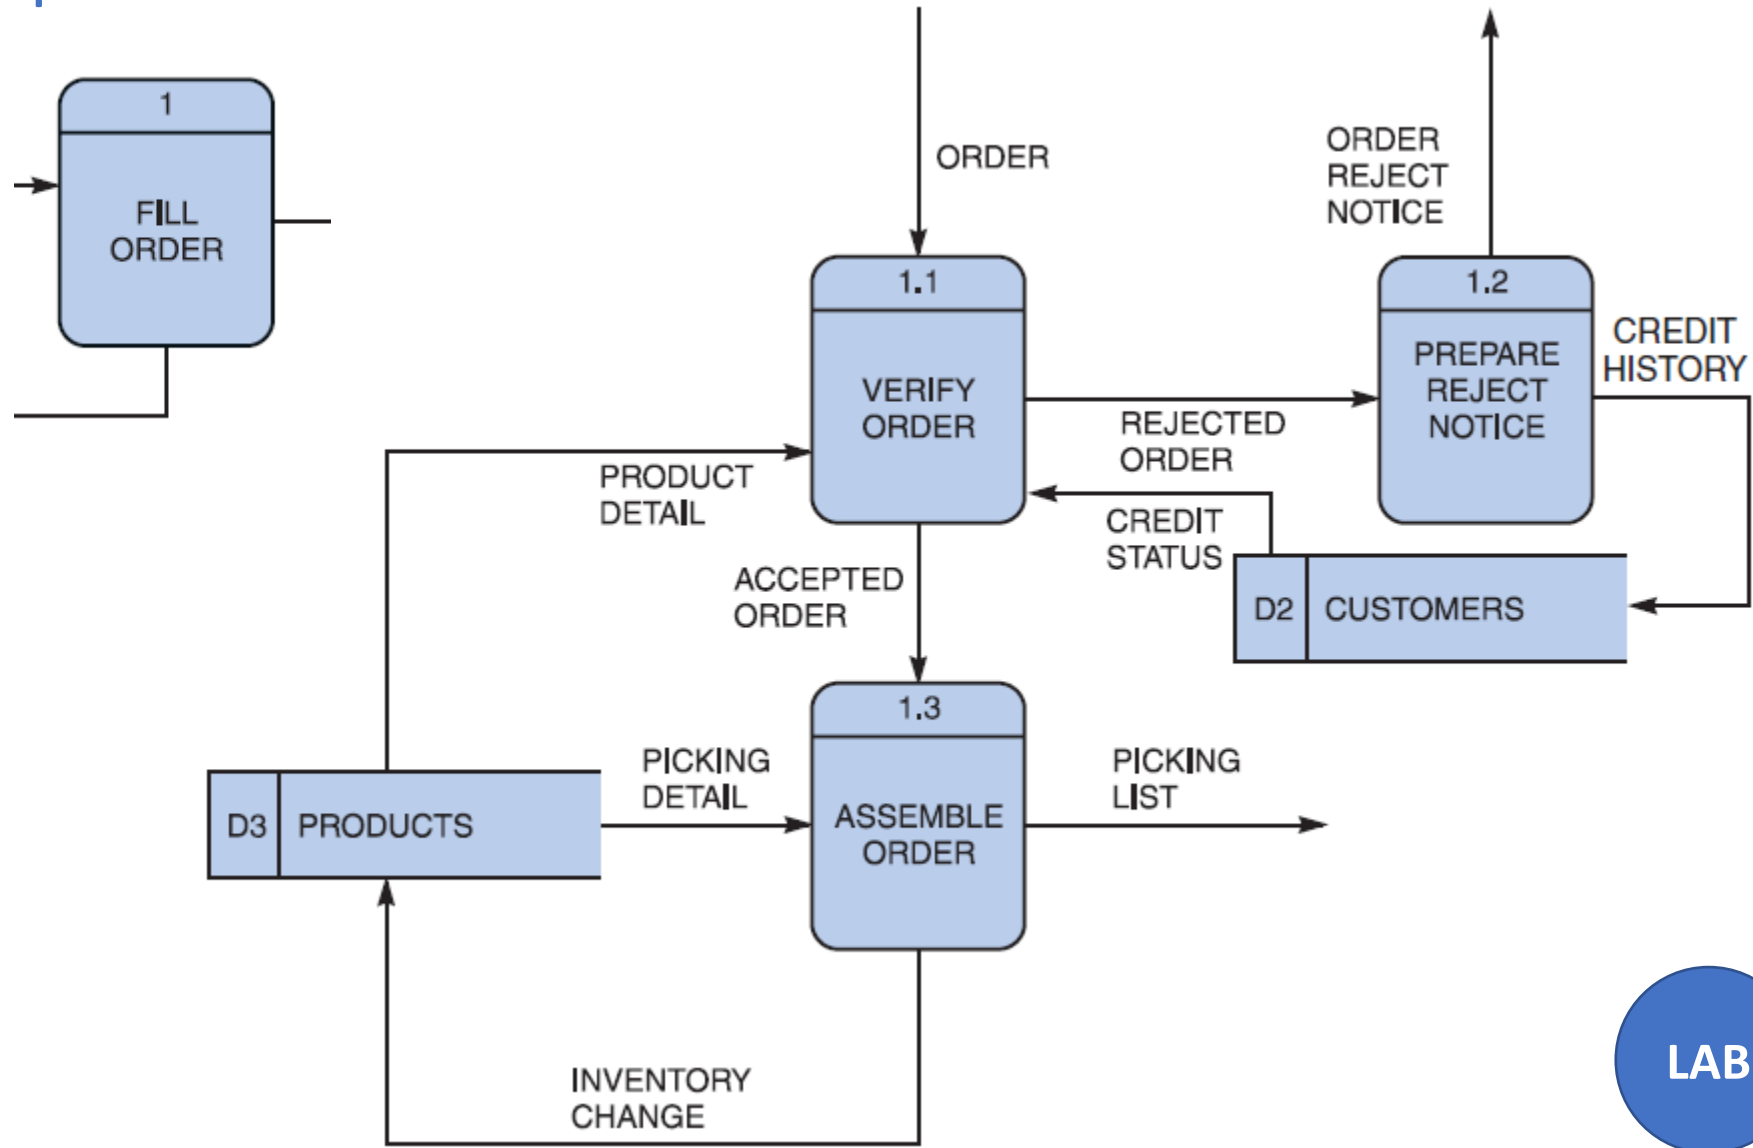 1
FILL
ORDER
ORDER
ORDER
REJECT
NOTICE
1.1
VERIFY
ORDER
1.2
PREPARE
REJECT
NOTICE
CREDIT
HISTORY
REJECTED
ORDER
PRODUCT
DETAIL
CREDIT
STATUS
ACCEPTED
ORDER
D2 CUSTOMERS
1.3
ASSEMBLE
ORDER
PICKING
DETAIL
PICKING
LIST
D3 PRODUCTS
INVENTORY
CHANGE
LAB